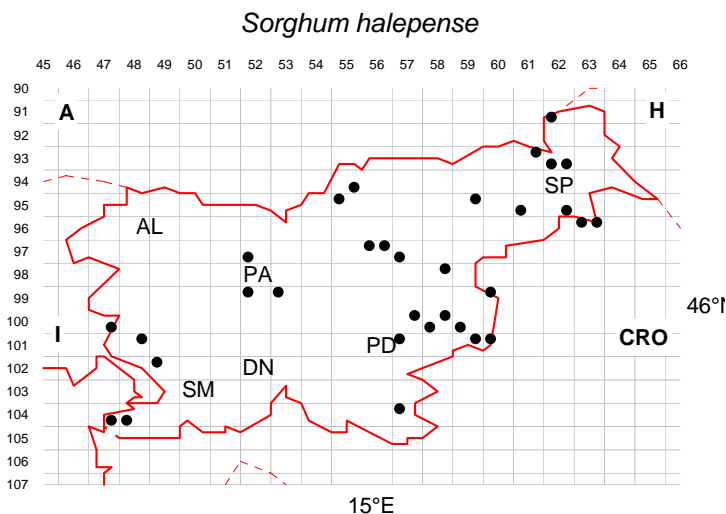 Sorghum halepense
45 46 47 48 49 50 51 52 53 54 55 56 57 58 59 60 61 62 63 64 65 66
90
91
A H
92
93
SP
94
95
AL
96
97
PA
98
99
46°N
100
I PD CRO
101
102
DN
SM
103
104
105
106
107
15°E